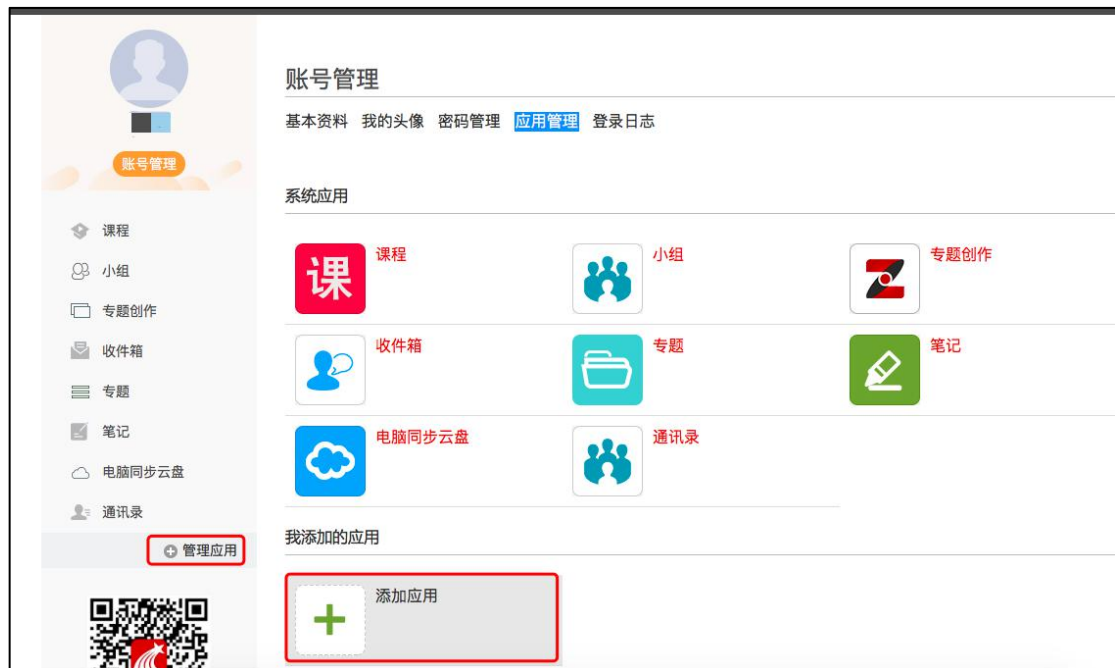 账号管理
课程
小组
专题创作
收件箱
专题
笔记
电脑同步云盘
通讯录
管理应用
账号管理
基本资料 我的头像 密码管理 应用管理 登录日志
系统应用
课
课程
小组
专题创作
收件箱
专题
笔记
电脑同步云盘
通讯录
我添加的应用
添加应用